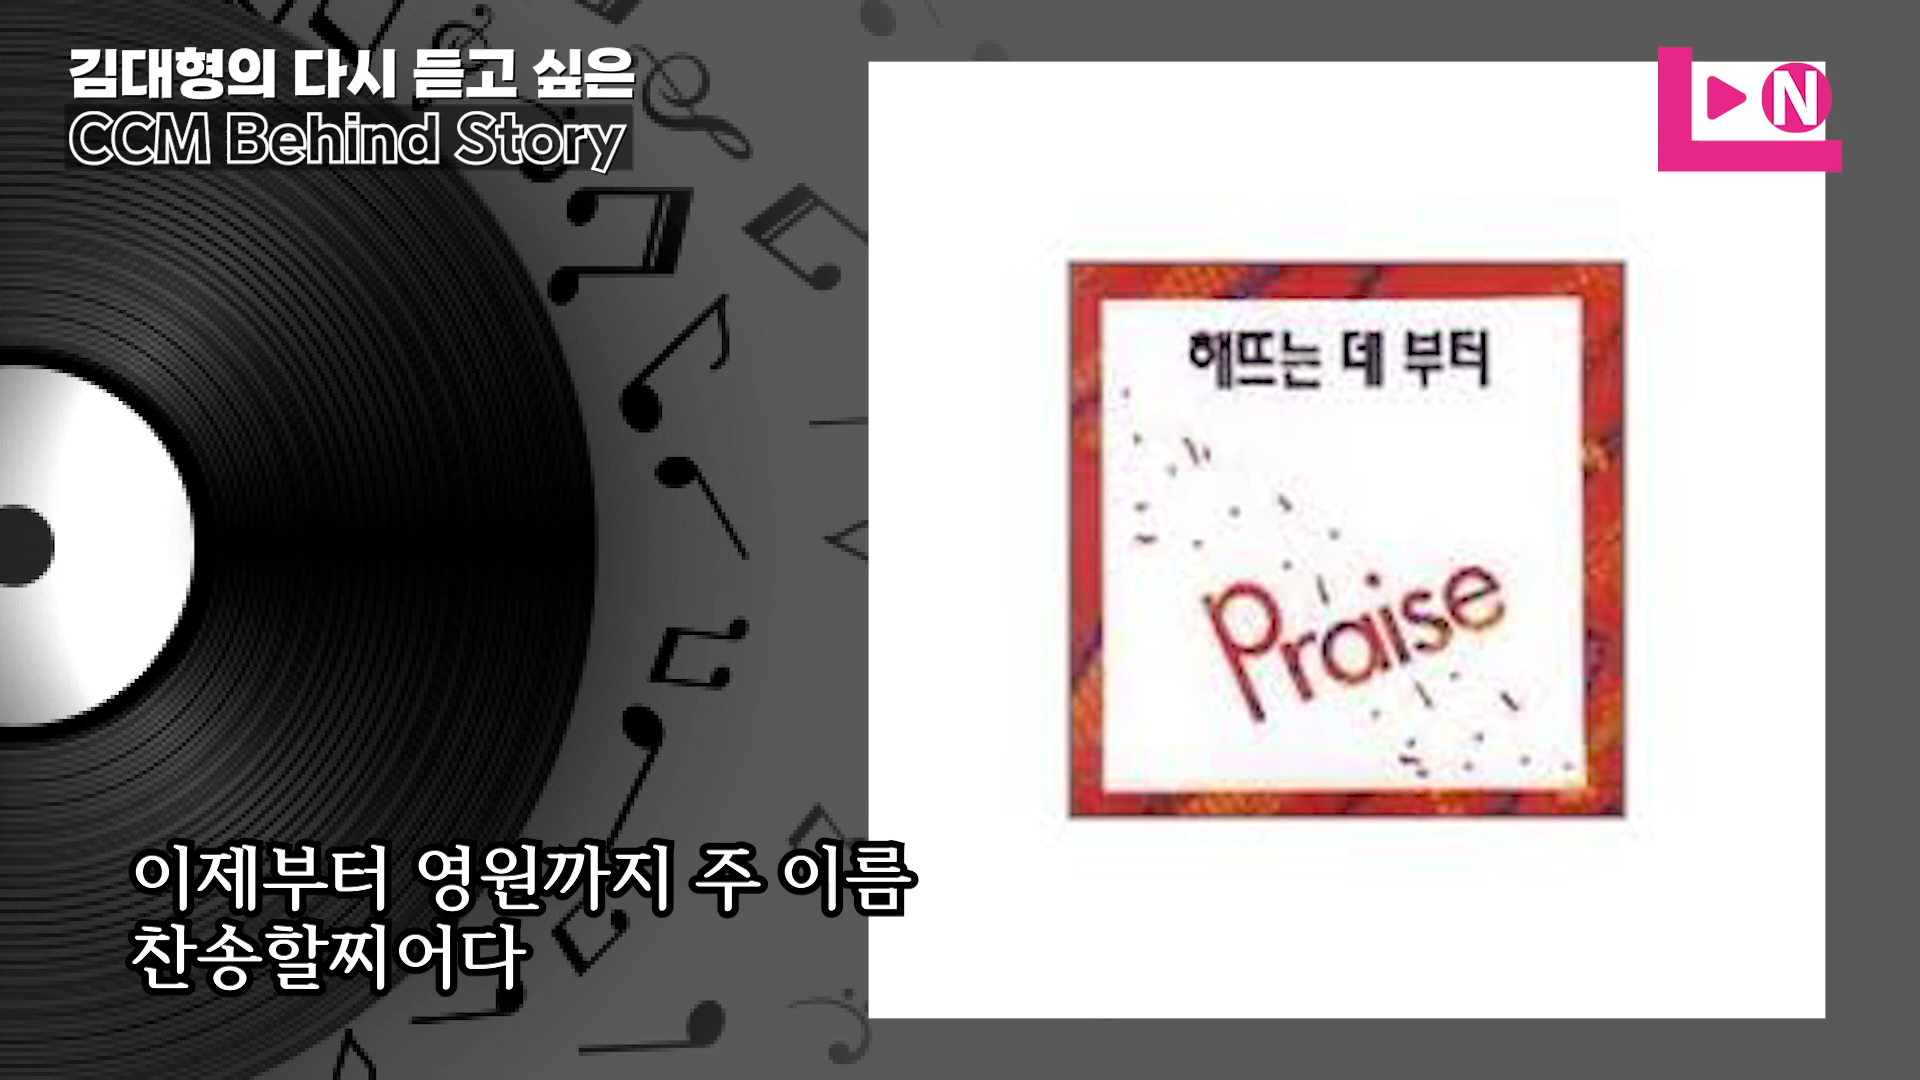 김대형의 다시 듣고 싶은
CCM Behind Story
N
해뜨는 데 부터
Praise
이제부터 영원까지 주 이름
찬송할찌어다